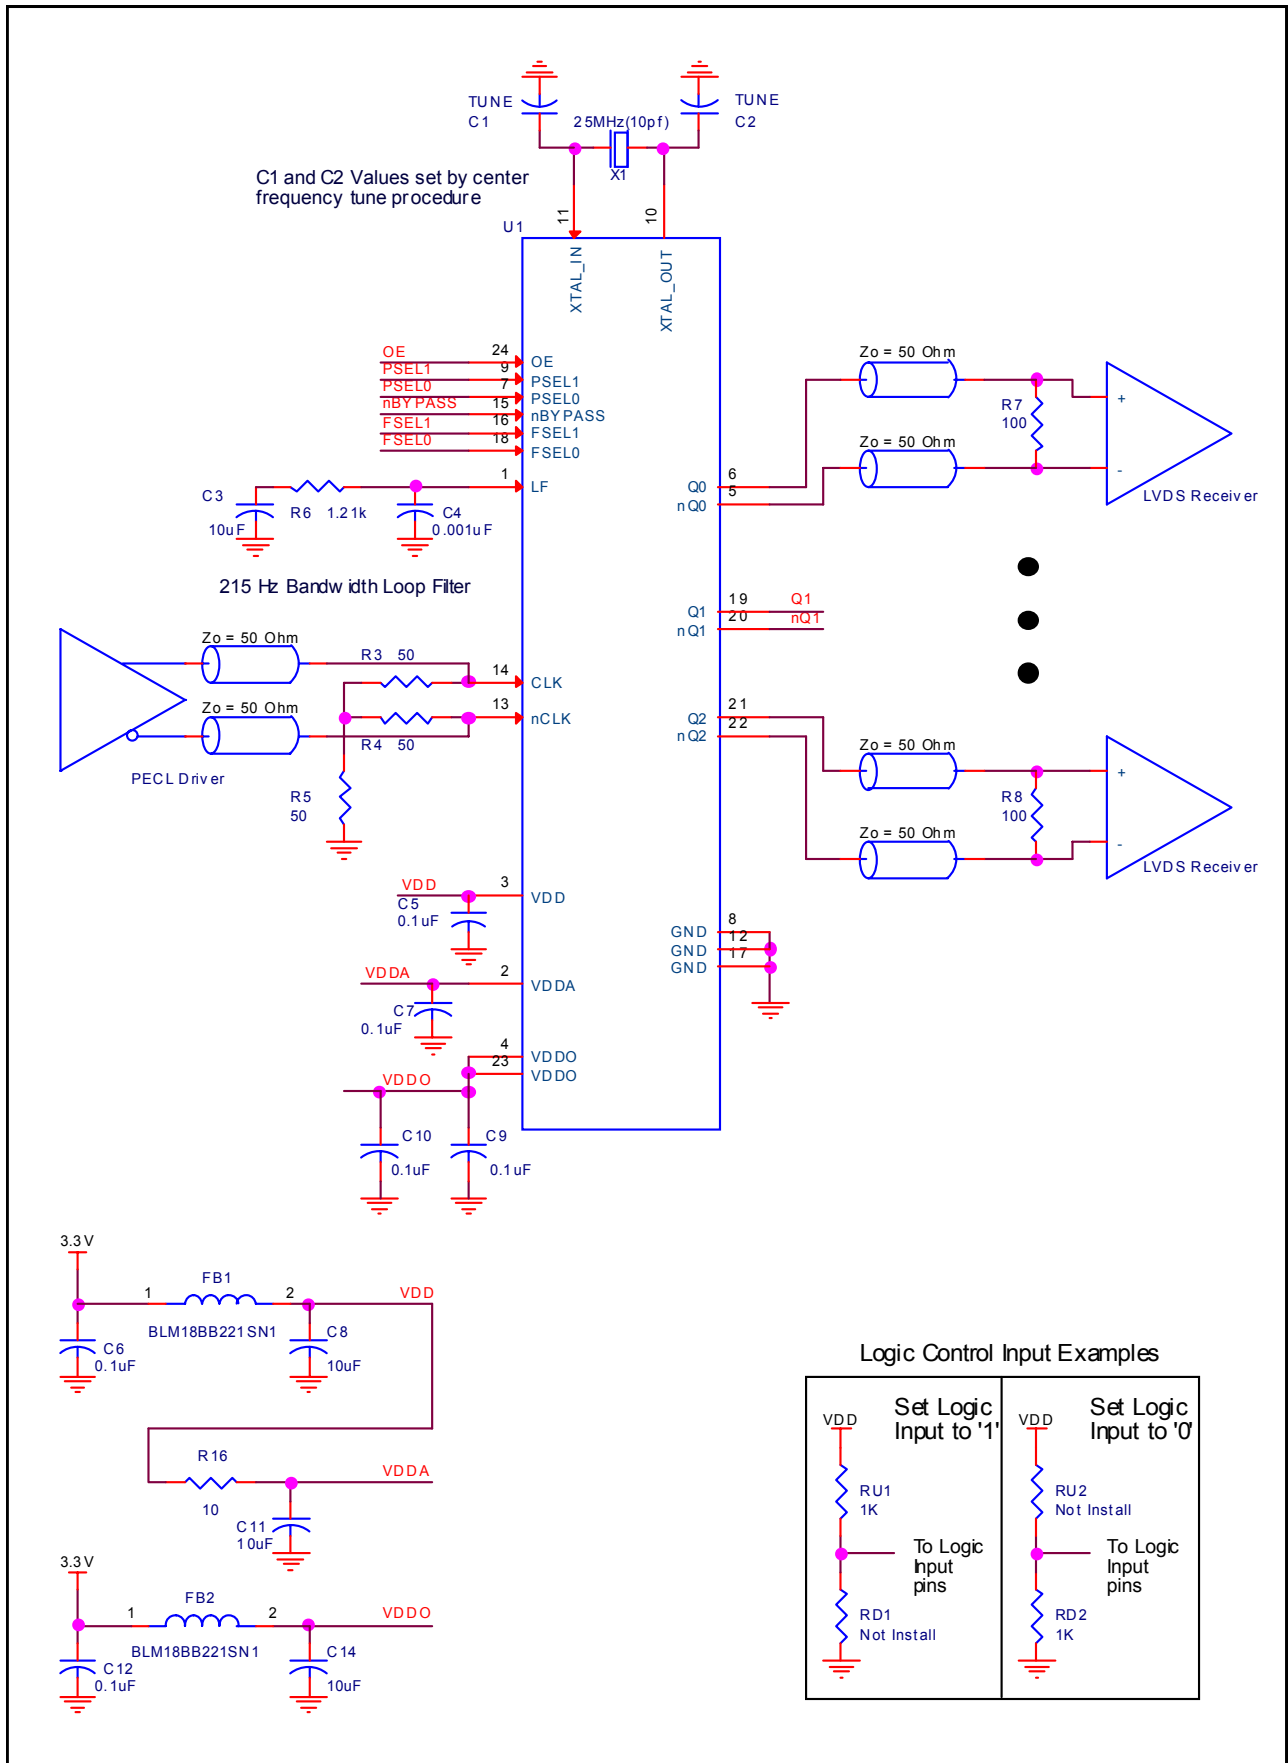 TUNE
C1
TUNE
C2
25MHz(10pf)
X1
C1 and C2 Values set by center
frequency tune procedure
U1
11
10
XTAL_IN
XTAL_OUT
OE
24
OE
PSEL1
9
PSEL1
PSEL0
7
PSEL0
nBYPASS
15
nBYPASS
FSEL1
16
FSEL1
FSEL0
18
FSEL0
1
LF
C3
10uF
R6
1.21k
C4
0.001uF
215 Hz Bandwidth Loop Filter
Zo = 50 Ohm
R3 50
14
CLK
Zo = 50 Ohm
13
nCLK
R4 50
PECL Driver
R5
50
VDD
3
VDD
C5
0.1uF
VDDA
2
VDDA
C7
0.1uF
4
VDDO
23
VDDO
VDDO
C10
0.1uF
C9
0.1uF
Zo = 50 Ohm
R7
100
+
-
Zo = 50 Ohm
LVDS Receiver
Q0
6
nQ0
5
Q1
19
Q1
nQ1
20
nQ1
Q2
21
nQ2
22
Zo = 50 Ohm
R8
100
+
-
Zo = 50 Ohm
LVDS Receiver
GND
8
GND
12
GND
17
3.3V
FB1
1
2
VDD
BLM18BB221SN1
C6
0.1uF
C8
10uF
R16
10
VDDA
C11
10uF
3.3V
FB2
1
2
VDDO
BLM18BB221SN1
C12
0.1uF
C14
10uF
Logic Control Input Examples
Set Logic
Input to '1'
VDD
RU1
1K
To Logic
Input
pins
RD1
Not Install
Set Logic
Input to '0'
VDD
RU2
Not Install
To Logic
Input
pins
RD2
1K